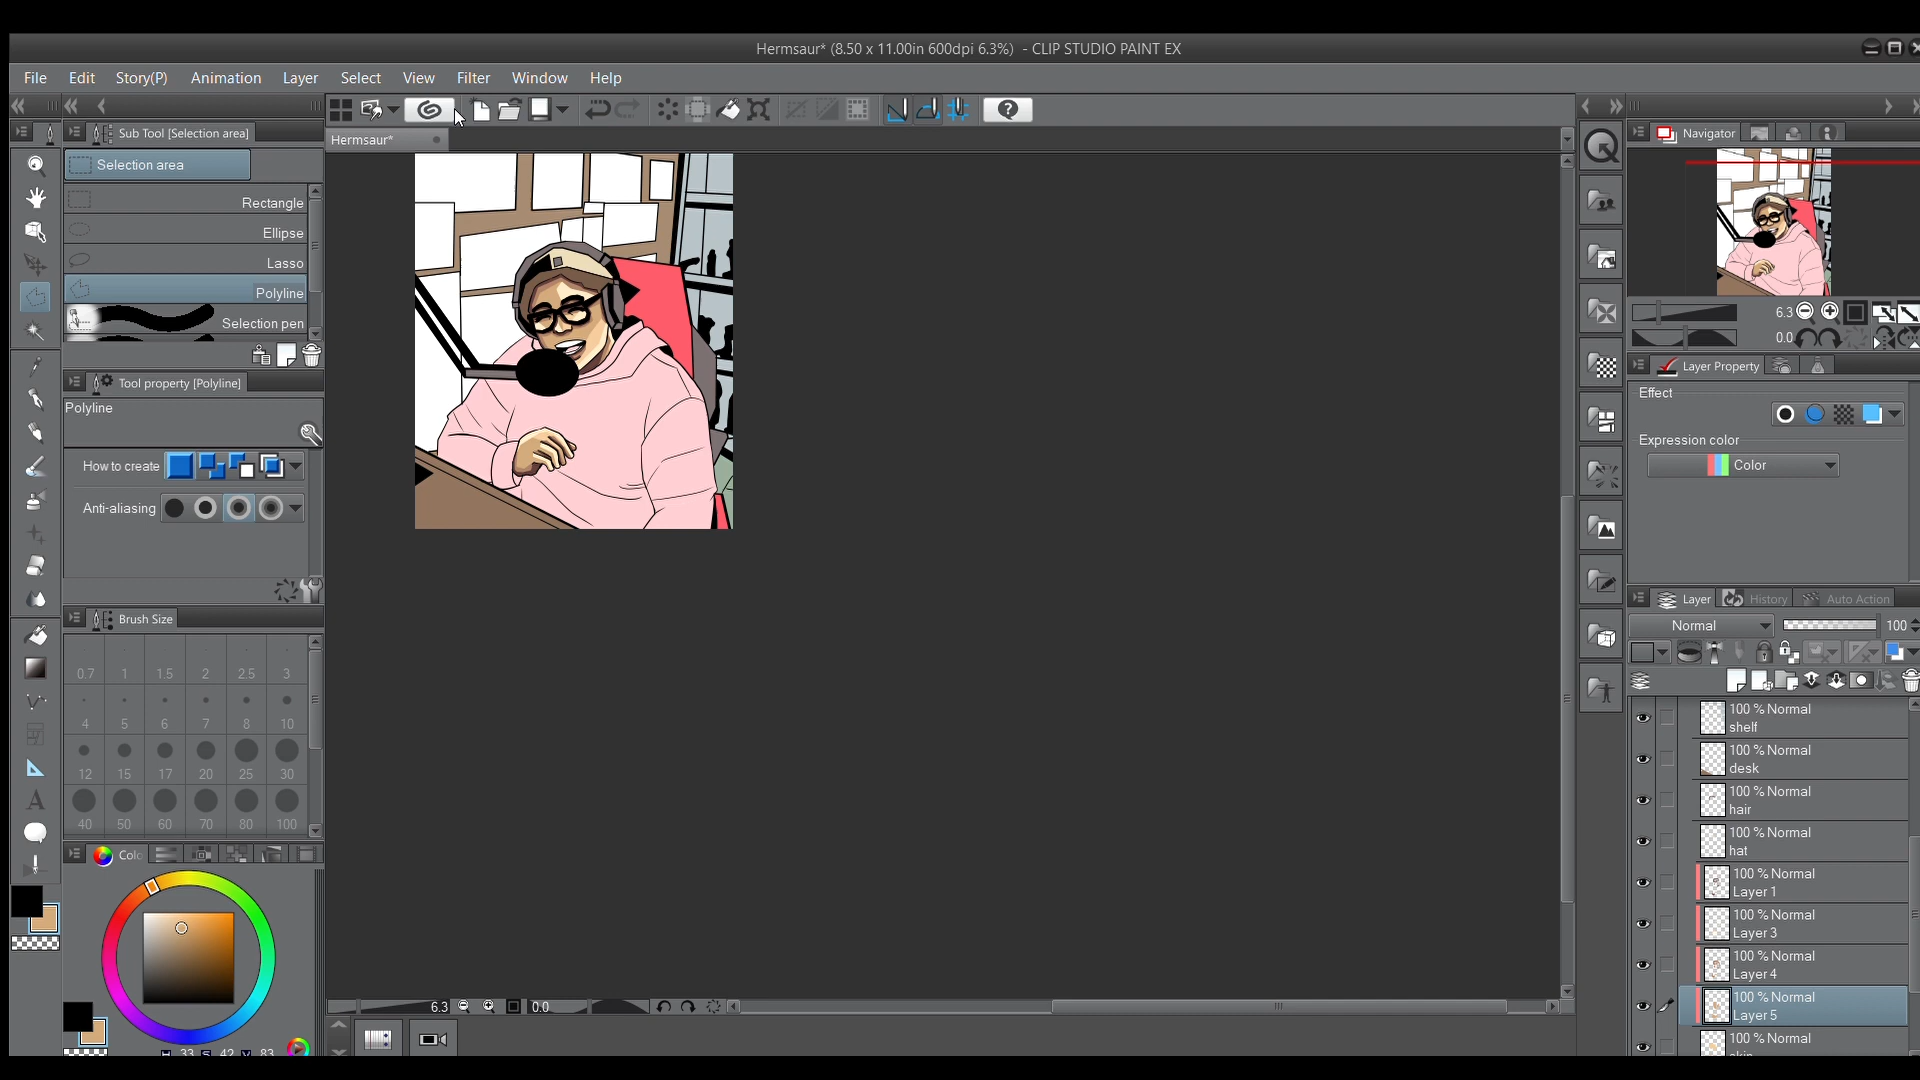 Hermsaur* (8.50 x 11.00in 600dpi 6.3%) - CLIP STUDIO PAINT EX
File Edit Story(P) Animation Layer Select View Filter Window Help
Sub Tool [Selection area]
Hermsaur*
Navigator
Selection area
Rectangle
Ellipse
Lasso
Polyline
Selection pen
6.3
0.0
Tool property [Polyline]
Layer Property
Polyline
Effect
Expression color
How to create
Color
Anti-aliasing
Brush Size
Layer History Auto Action
Normal 100
0.7 1 1.5 2 2.5 3
4 5 6 7 8 10
12 15 17 20 25 30
40 50 60 70 80 100
100 % Normal
shelf
100 % Normal
desk
100 % Normal
hair
100 % Normal
hat
100 % Normal
Layer 1
100 % Normal
Layer 3
100 % Normal
Layer 4
100 % Normal
Layer 5
100 % Normal
Colo
6.3 0.0
H 33 S 42 V 83